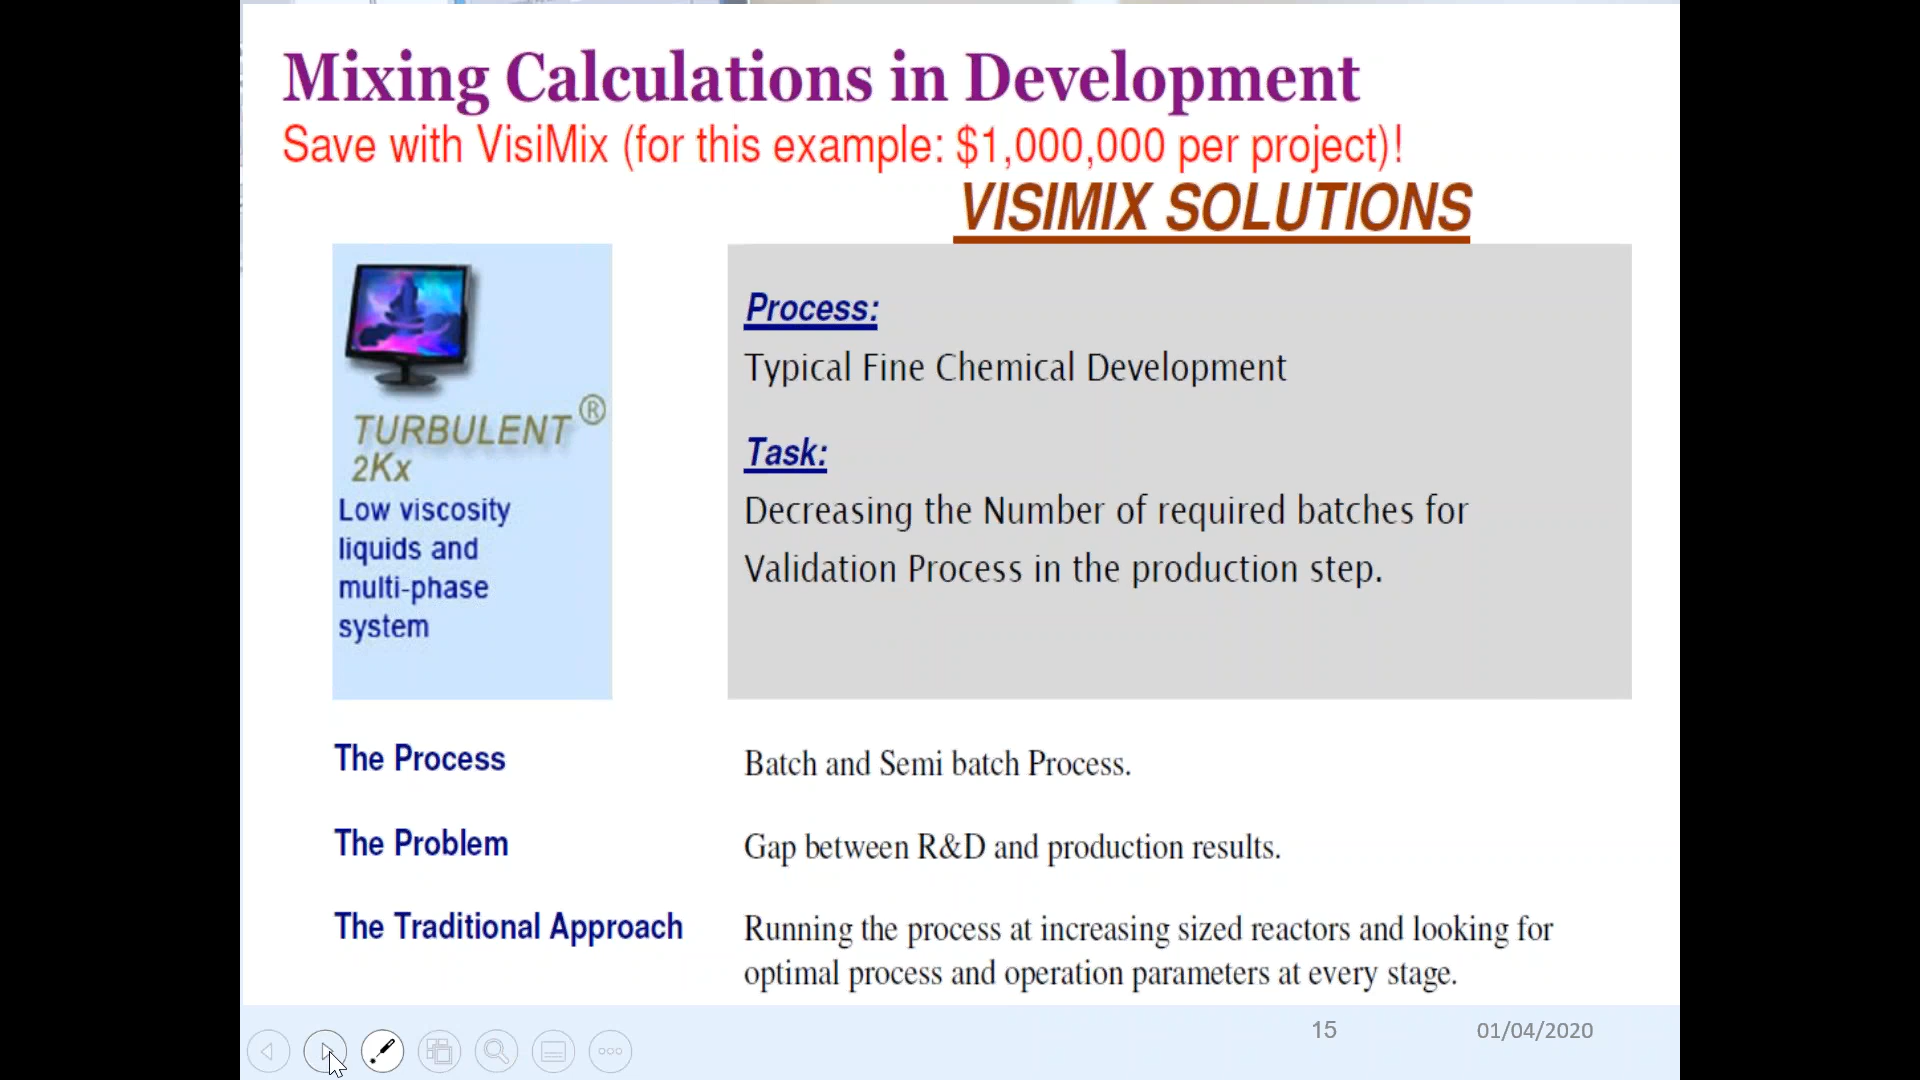 Mixing Calculations in Development
Save with VisiMix (for this example: $1,000,000 per project)!
VISIMIX SOLUTIONS
TURBULENT ®
2Kx
Low viscosity
liquids and
multi-phase
system
Process:
Typical Fine Chemical Development
Task:
Decreasing the Number of required batches for
Validation Process in the production step.
The Process
Batch and Semi batch Process.
The Problem
Gap between R&D and production results.
The Traditional Approach
Running the process at increasing sized reactors and looking for
optimal process and operation parameters at every stage.
15
01/04/2020